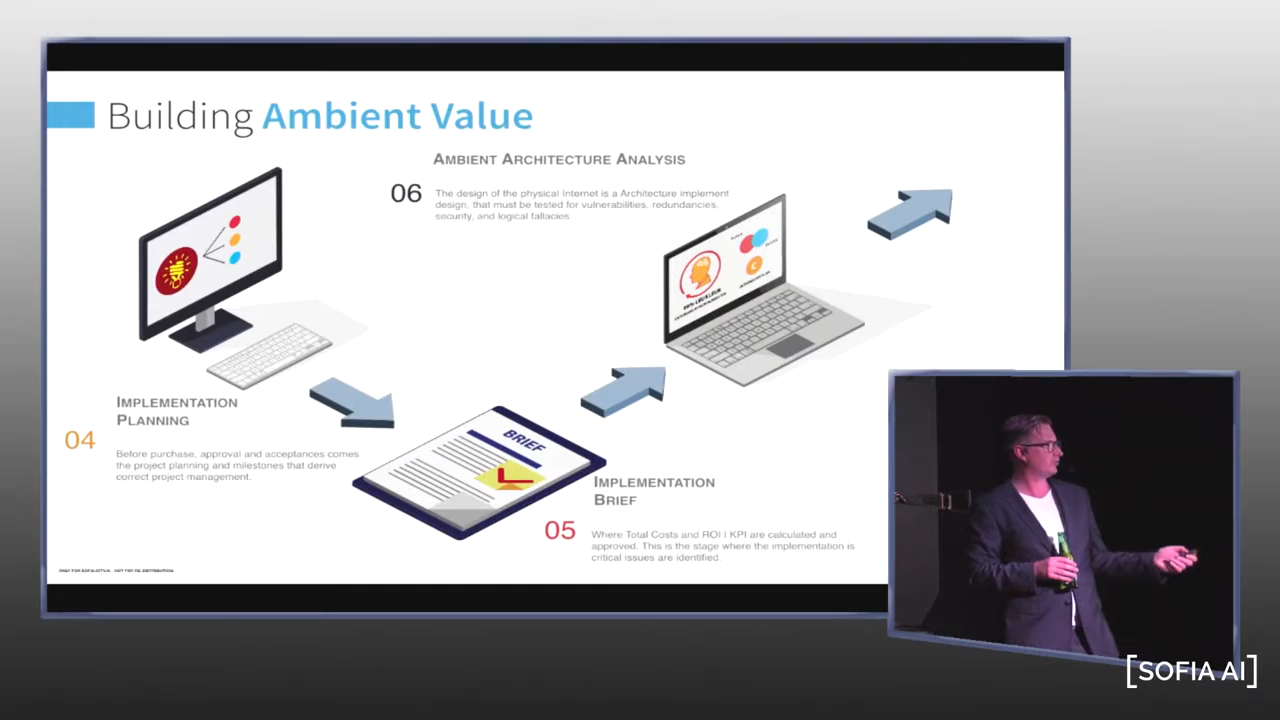 Building Ambient Value
AMBIENT ARCHITECTURE ANALYSIS
06
The design of the physical Internet is a Architecture implement
design, that must be tested for vulnerabilities, redundancies,
security, and logical fallacies.
IMPLEMENTATION
PLANNING
04
Before purchase, approval and acceptances comes
the project planning and milestones that derive
correct project management.
BRIEF
IMPLEMENTATION
BRIEF
05
Where Total Costs and ROI | KPI are calculated and
approved. This is the stage where the implementation is
critical issues are identified.
[SOFIA AI]